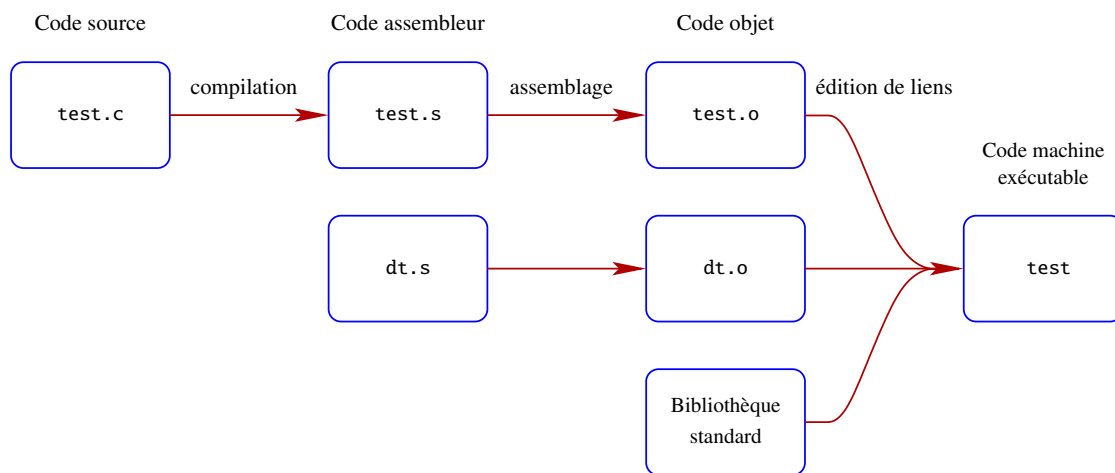 Code source
Code assembleur
Code objet
compilation
assemblage
édition de liens
test.c
test.s
test.o
Code machine
exécutable
dt.s
dt.o
test
Bibliothèque
standard